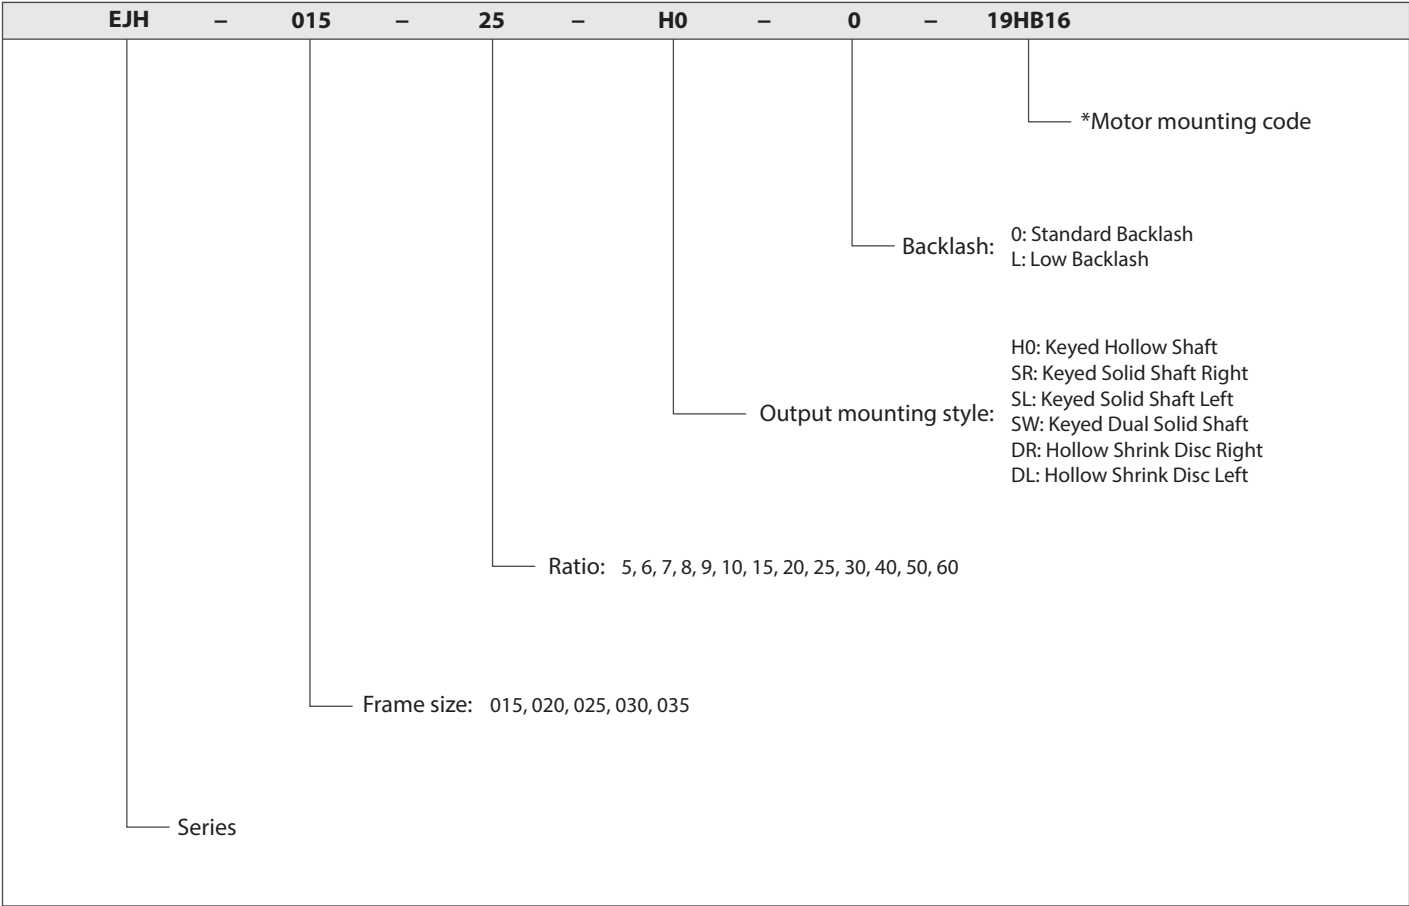 EJH – 015 – 25 – H0 – 0 – 19HB16
*Motor mounting code
Backlash:
0: Standard Backlash
L: Low Backlash
Output mounting style:
H0: Keyed Hollow Shaft
SR: Keyed Solid Shaft Right
SL: Keyed Solid Shaft Left
SW: Keyed Dual Solid Shaft
DR: Hollow Shrink Disc Right
DL: Hollow Shrink Disc Left
Ratio: 5, 6, 7, 8, 9, 10, 15, 20, 25, 30, 40, 50, 60
Frame size: 015, 020, 025, 030, 035
Series